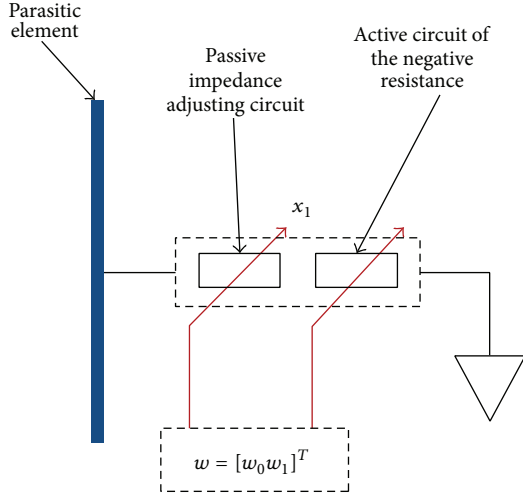 Parasitic
element
Passive
impedance
adjusting circuit
Active circuit of
the negative
resistance
x₁
w = [w₀w₁]ᵀ